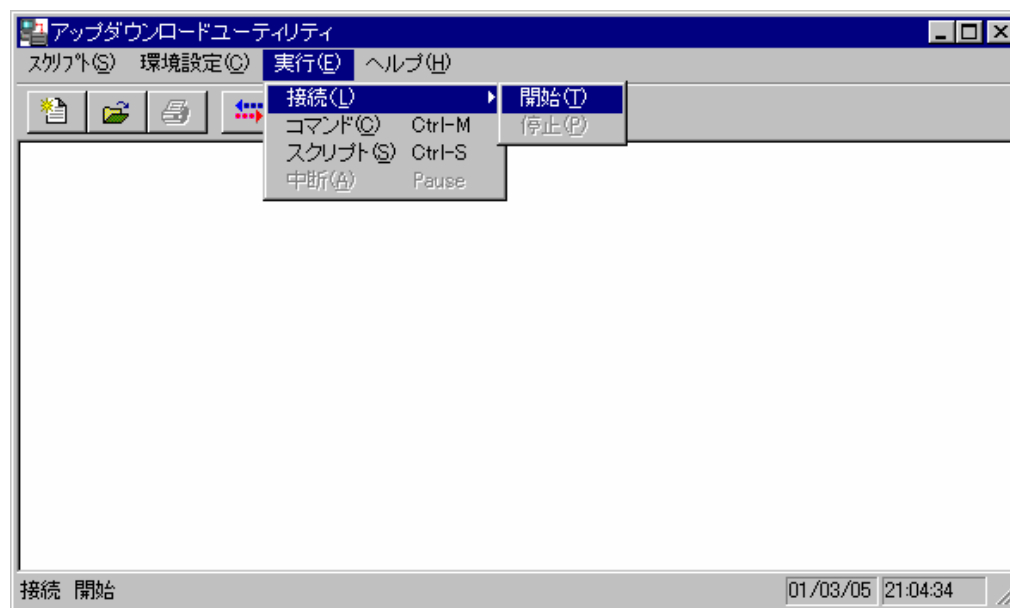 アップダウンロードユーティリティ
スクリプト(S) 環境設定(C) 実行(E) ヘルプ(H)
接続(L) 開始(T)
コマンド(C) Ctrl-M 停止(P)
スクリプト(S) Ctrl-S
中断(A) Pause
接続 開始 01/03/05 21:04:34